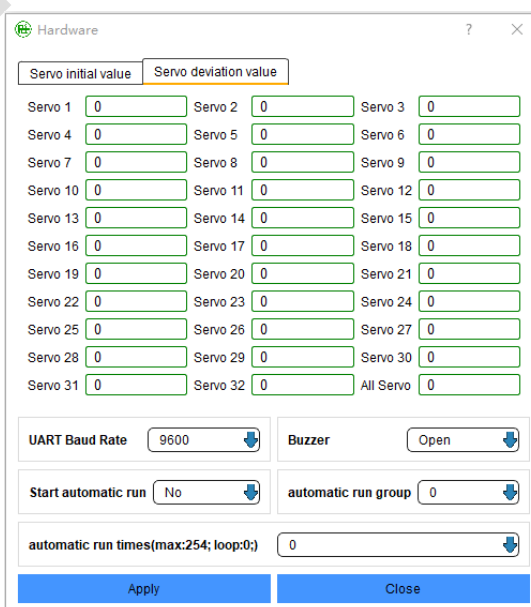 Hardware ?
Servo initial value Servo deviation value
Servo 1 0 Servo 2 0 Servo 3 0
Servo 4 0 Servo 5 0 Servo 6 0
Servo 7 0 Servo 8 0 Servo 9 0
Servo 10 0 Servo 11 0 Servo 12 0
Servo 13 0 Servo 14 0 Servo 15 0
Servo 16 0 Servo 17 0 Servo 18 0
Servo 19 0 Servo 20 0 Servo 21 0
Servo 22 0 Servo 23 0 Servo 24 0
Servo 25 0 Servo 26 0 Servo 27 0
Servo 28 0 Servo 29 0 Servo 30 0
Servo 31 0 Servo 32 0 All Servo 0
UART Baud Rate 9600 Buzzer Open
Start automatic run No automatic run group 0
automatic run times(max:254; loop:0;) 0
Apply Close